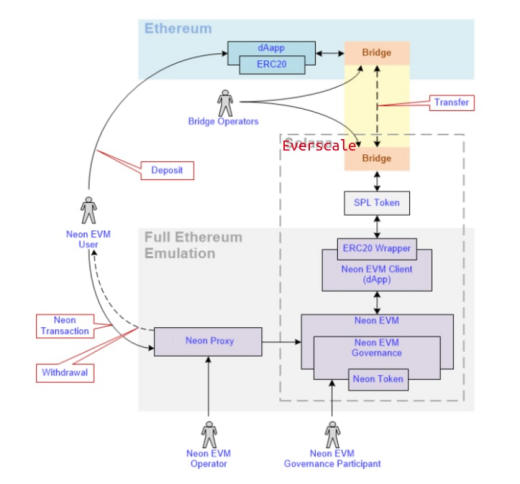 Ethereum
dAapp
ERC20
Bridge
Bridge Operators
Transfer
Everscale
Bridge
Deposit
SPL Token
Neon EVM
User
Full Ethereum
Emulation
ERC20 Wrapper
Neon EVM Client
(dApp)
Neon
Transaction
Neon EVM
Neon Proxy
Neon EVM
Governance
Withdrawal
Neon Token
Neon EVM
Operator
Neon EVM
Governance Participant